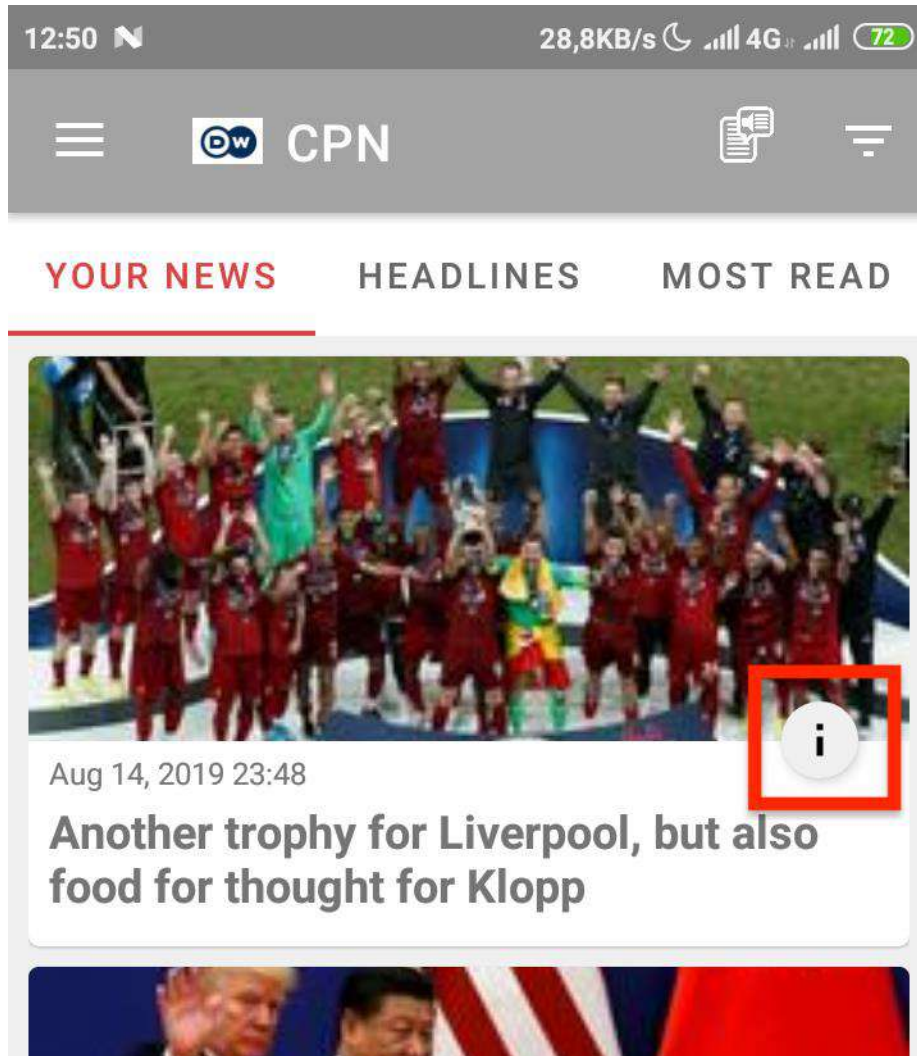 12:50 N 28,8KB/s 4G 72
DW CPN
YOUR NEWS HEADLINES MOST READ
i
Aug 14, 2019 23:48
Another trophy for Liverpool, but also
food for thought for Klopp